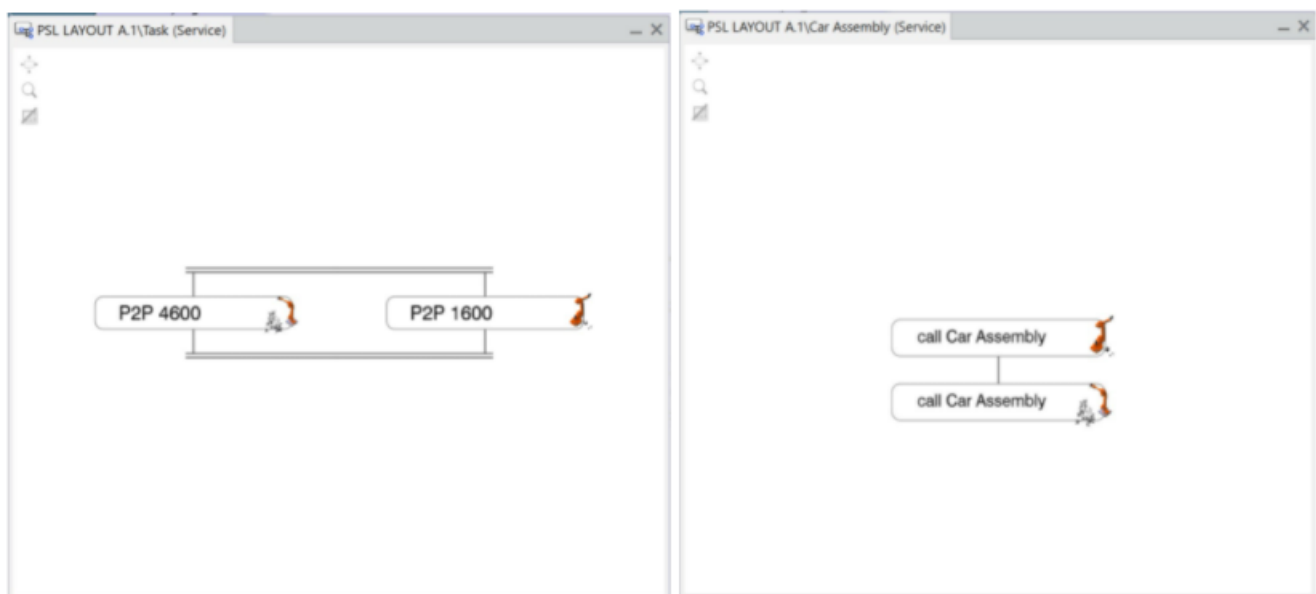 PSL LAYOUT A.1\Task (Service)
PSL LAYOUT A.1\Car Assembly (Service)
P2P 4600
P2P 1600
call Car Assembly
call Car Assembly